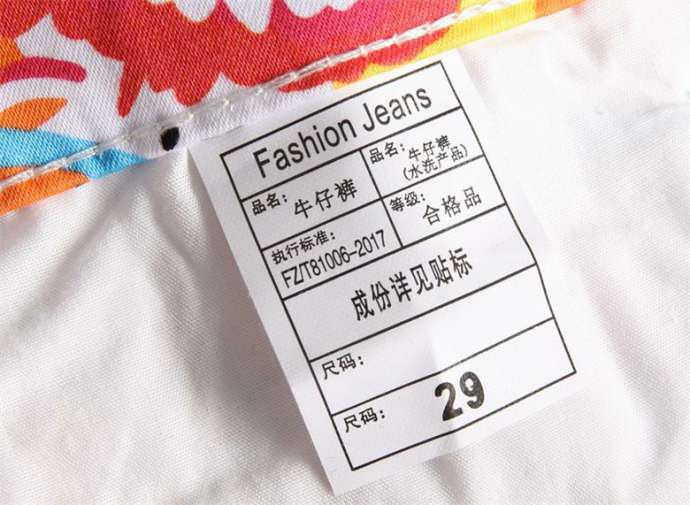 Fashion Jeans
品名: 牛仔裤
品名: 牛仔裤
(水洗产品)
执行标准:
FZ/T81006-2017
等级: 合格品
成份详见贴标
尺码:
尺码: 29